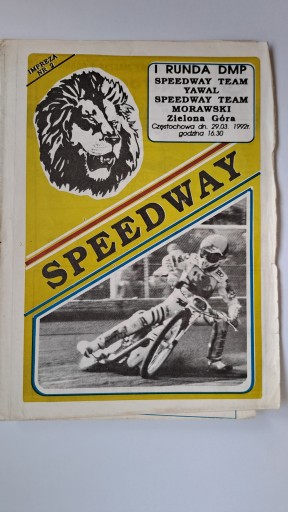 IMPREZA
NR 2
I RUNDA DMP
SPEEDWAY TEAM
YAWAL
SPEEDWAY TEAM
MORAWSKI
Zielona Góra
Częstochowa dn. 29.03. 1992r.
godzina 16.30
SPEEDWAY